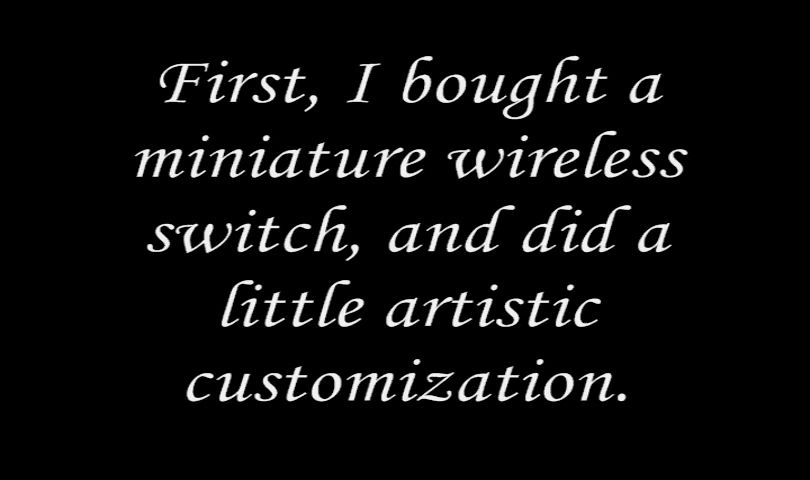 First, I bought a
miniature wireless
switch, and did a
little artistic
customization.